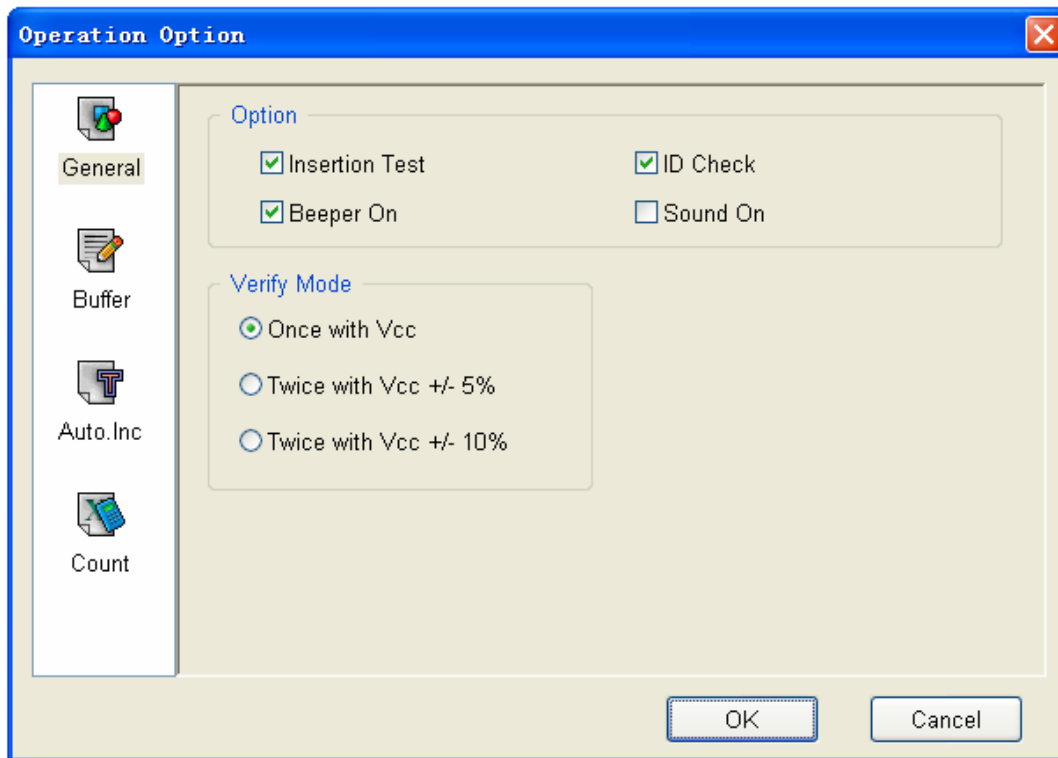 Operation Option
General
Buffer
Auto.Inc
Count
Option
Insertion Test
ID Check
Beeper On
Sound On
Verify Mode
Once with Vcc
Twice with Vcc +/- 5%
Twice with Vcc +/- 10%
OK
Cancel